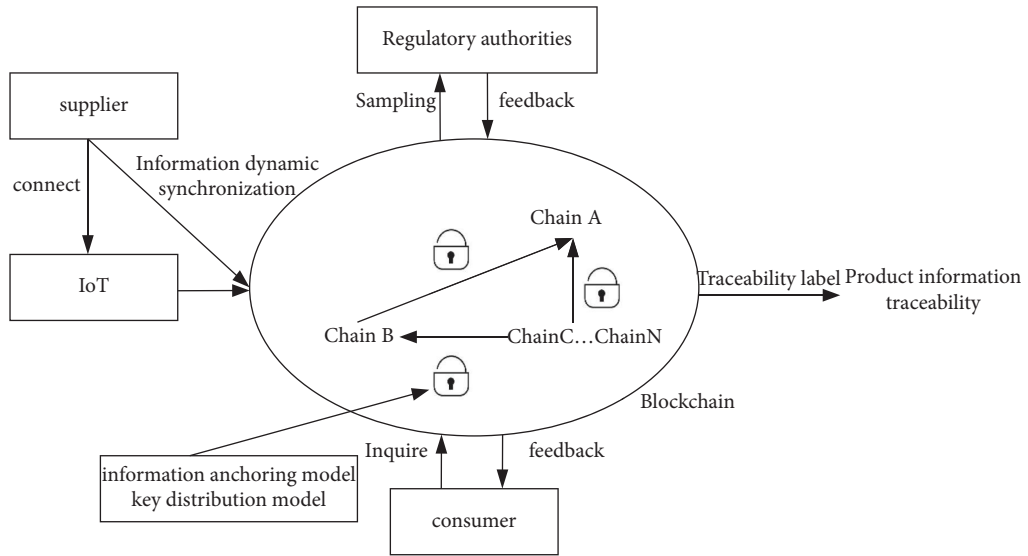 Regulatory authorities
supplier
Sampling
feedback
Information dynamic
synchronization
connect
Chain A
IoT
Traceability label
Product information
traceability
Chain B
ChainC…ChainN
Blockchain
Inquire
feedback
information anchoring model
key distribution model
consumer